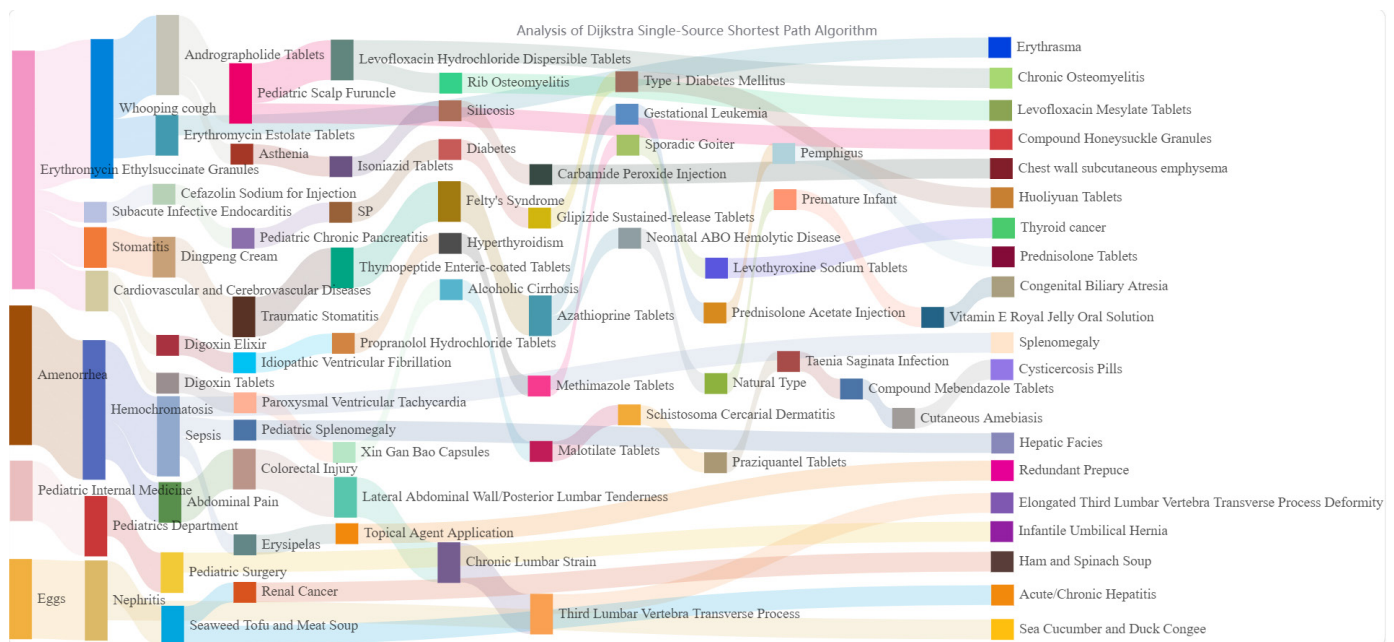 Analysis of Dijkstra Single-Source Shortest Path Algorithm
Erythromycin Ethylsuccinate Granules
Amenorrhea
Pediatric Internal Medicine
Eggs
Whooping cough
Subacute Infective Endocarditis
Stomatitis
Cardiovascular and Cerebrovascular Diseases
Hemochromatosis
Pediatrics Department
Nephritis
Andrographolide Tablets
Erythromycin Estolate Tablets
Cefazolin Sodium for Injection
Dingpeng Cream
Digoxin Elixir
Digoxin Tablets
Sepsis
Abdominal Pain
Pediatric Surgery
Seaweed Tofu and Meat Soup
Pediatric Scalp Furuncle
Asthenia
Pediatric Chronic Pancreatitis
Traumatic Stomatitis
Idiopathic Ventricular Fibrillation
Paroxysmal Ventricular Tachycardia
Pediatric Splenomegaly
Colorectal Injury
Erysipelas
Renal Cancer
Levofloxacin Hydrochloride Dispersible Tablets
Isoniazid Tablets
SP
Thymopeptide Enteric-coated Tablets
Propranolol Hydrochloride Tablets
Xin Gan Bao Capsules
Lateral Abdominal Wall/Posterior Lumbar Tenderness
Topical Agent Application
Rib Osteomyelitis
Silicosis
Diabetes
Felty's Syndrome
Hyperthyroidism
Alcoholic Cirrhosis
Chronic Lumbar Strain
Carbamide Peroxide Injection
Glipizide Sustained-release Tablets
Azathioprine Tablets
Methimazole Tablets
Malotilate Tablets
Third Lumbar Vertebra Transverse Process
Type 1 Diabetes Mellitus
Gestational Leukemia
Sporadic Goiter
Neonatal ABO Hemolytic Disease
Schistosoma Cercarial Dermatitis
Levothyroxine Sodium Tablets
Prednisolone Acetate Injection
Natural Type
Praziquantel Tablets
Pemphigus
Premature Infant
Taenia Saginata Infection
Compound Mebendazole Tablets
Cutaneous Amebiasis
Vitamin E Royal Jelly Oral Solution
Erythrasma
Chronic Osteomyelitis
Levofloxacin Mesylate Tablets
Compound Honeysuckle Granules
Chest wall subcutaneous emphysema
Huoliyuan Tablets
Thyroid cancer
Prednisolone Tablets
Congenital Biliary Atresia
Splenomegaly
Cysticercosis Pills
Hepatic Facies
Redundant Prepuce
Elongated Third Lumbar Vertebra Transverse Process Deformity
Infantile Umbilical Hernia
Ham and Spinach Soup
Acute/Chronic Hepatitis
Sea Cucumber and Duck Congee